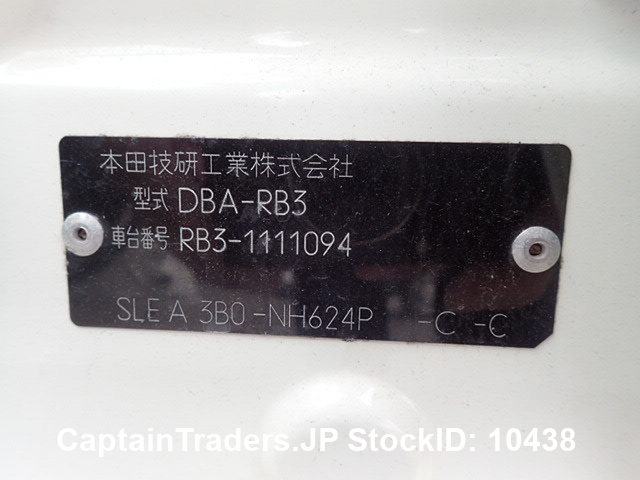 本田技研工業株式会社
型式 DBA-RB3
車台番号 RB3-1111094
SLE A 3B0-NH624P -C -C
CaptainTraders.JP StockID: 10438